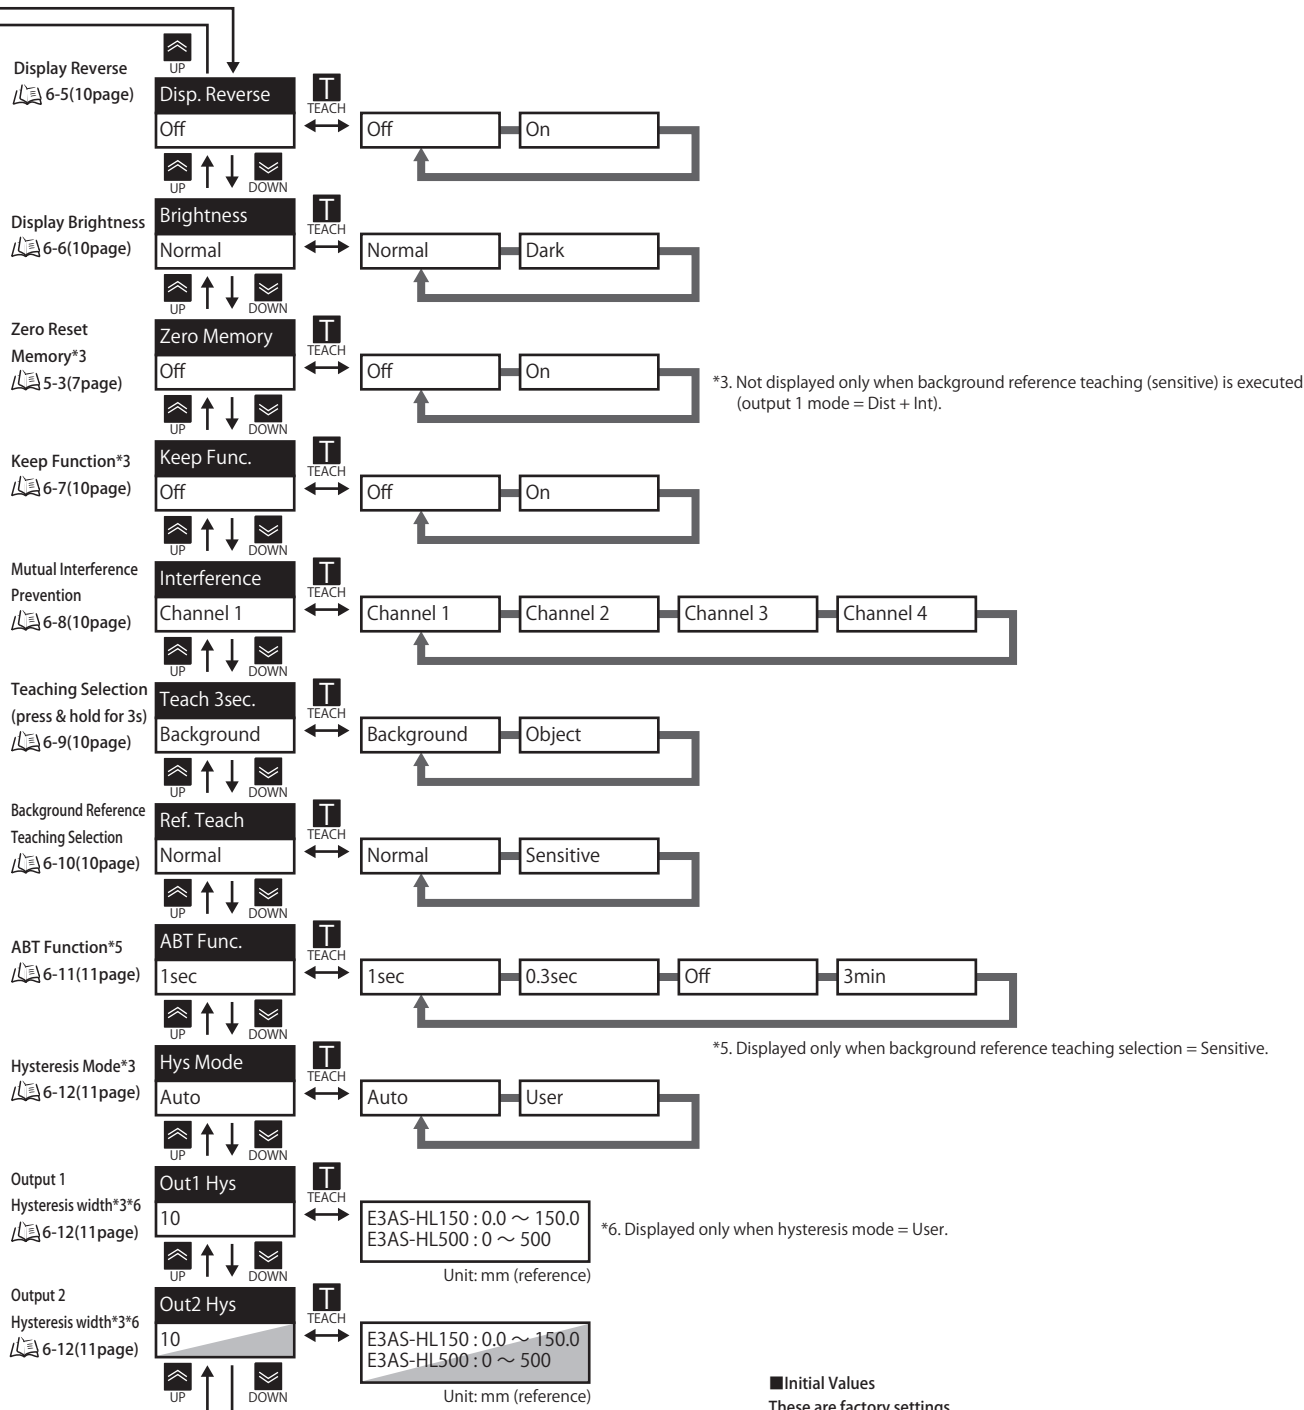 UP
Display Reverse
6-5(10page)
Disp. Reverse
Off
T
TEACH
Off
On
UP
DOWN
Display Brightness
6-6(10page)
Brightness
Normal
T
TEACH
Normal
Dark
UP
DOWN
Zero Reset
Memory*3
5-3(7page)
Zero Memory
Off
T
TEACH
Off
On
*3. Not displayed only when background reference teaching (sensitive) is executed
(output 1 mode = Dist + Int).
UP
DOWN
Keep Function*3
6-7(10page)
Keep Func.
Off
T
TEACH
Off
On
UP
DOWN
Mutual Interference
Prevention
6-8(10page)
Interference
Channel 1
T
TEACH
Channel 1
Channel 2
Channel 3
Channel 4
UP
DOWN
Teaching Selection
(press & hold for 3s)
6-9(10page)
Teach 3sec.
Background
T
TEACH
Background
Object
UP
DOWN
Background Reference
Teaching Selection
6-10(10page)
Ref. Teach
Normal
T
TEACH
Normal
Sensitive
UP
DOWN
ABT Function*5
6-11(11page)
ABT Func.
1sec
T
TEACH
1sec
0.3sec
Off
3min
UP
DOWN
*5. Displayed only when background reference teaching selection = Sensitive.
Hysteresis Mode*3
6-12(11page)
Hys Mode
Auto
T
TEACH
Auto
User
UP
DOWN
Output 1
Hysteresis width*3*6
6-12(11page)
Out1 Hys
10
T
TEACH
E3AS-HL150 : 0.0 ～ 150.0
E3AS-HL500 : 0 ～ 500
Unit: mm (reference)
*6. Displayed only when hysteresis mode = User.
UP
DOWN
Output 2
Hysteresis width*3*6
6-12(11page)
Out2 Hys
10
T
TEACH
E3AS-HL150 : 0.0 ～ 150.0
E3AS-HL500 : 0 ～ 500
Unit: mm (reference)
UP
DOWN
■Initial Values
These are factory settings